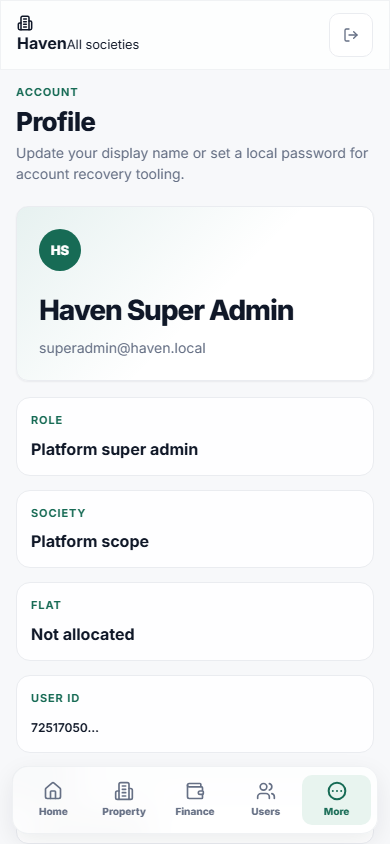 HavenAll societies
ACCOUNT
Profile
Update your display name or set a local password for
account recovery tooling.
HS
Haven Super Admin
superadmin@haven.local
ROLE
Platform super admin
SOCIETY
Platform scope
FLAT
Not allocated
USER ID
72517050...
Home Property Finance Users More